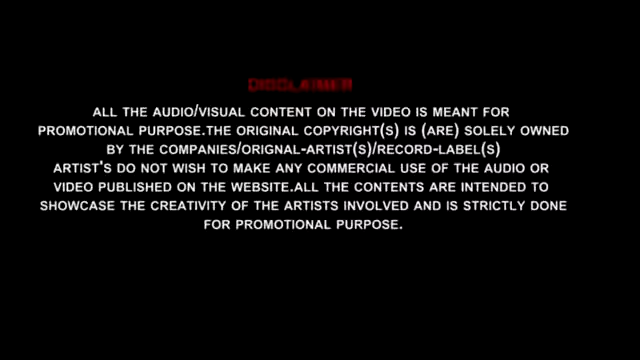 DISCLAIMER
ALL THE AUDIO/VISUAL CONTENT ON THE VIDEO IS MEANT FOR
PROMOTIONAL PURPOSE.THE ORIGINAL COPYRIGHT(S) IS (ARE) SOLELY OWNED
BY THE COMPANIES/ORIGNAL-ARTIST(S)/RECORD-LABEL(S)
ARTIST'S DO NOT WISH TO MAKE ANY COMMERCIAL USE OF THE AUDIO OR
VIDEO PUBLISHED ON THE WEBSITE.ALL THE CONTENTS ARE INTENDED TO
SHOWCASE THE CREATIVITY OF THE ARTISTS INVOLVED AND IS STRICTLY DONE
FOR PROMOTIONAL PURPOSE.